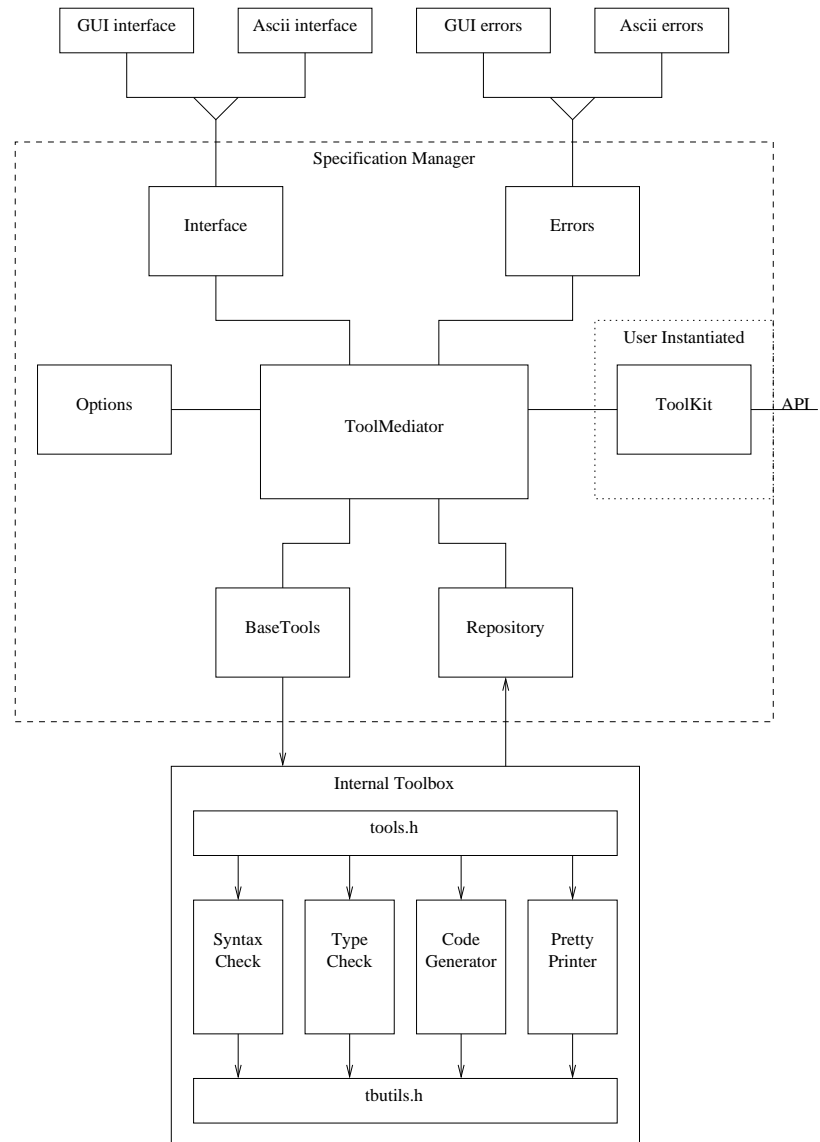 GUI interface
Ascii interface
GUI errors
Ascii errors
Specification Manager
Interface
Errors
User Instantiated
Options
ToolMediator
ToolKit
API
BaseTools
Repository
Internal Toolbox
tools.h
Syntax
Check
Type
Check
Code
Generator
Pretty
Printer
tbutils.h